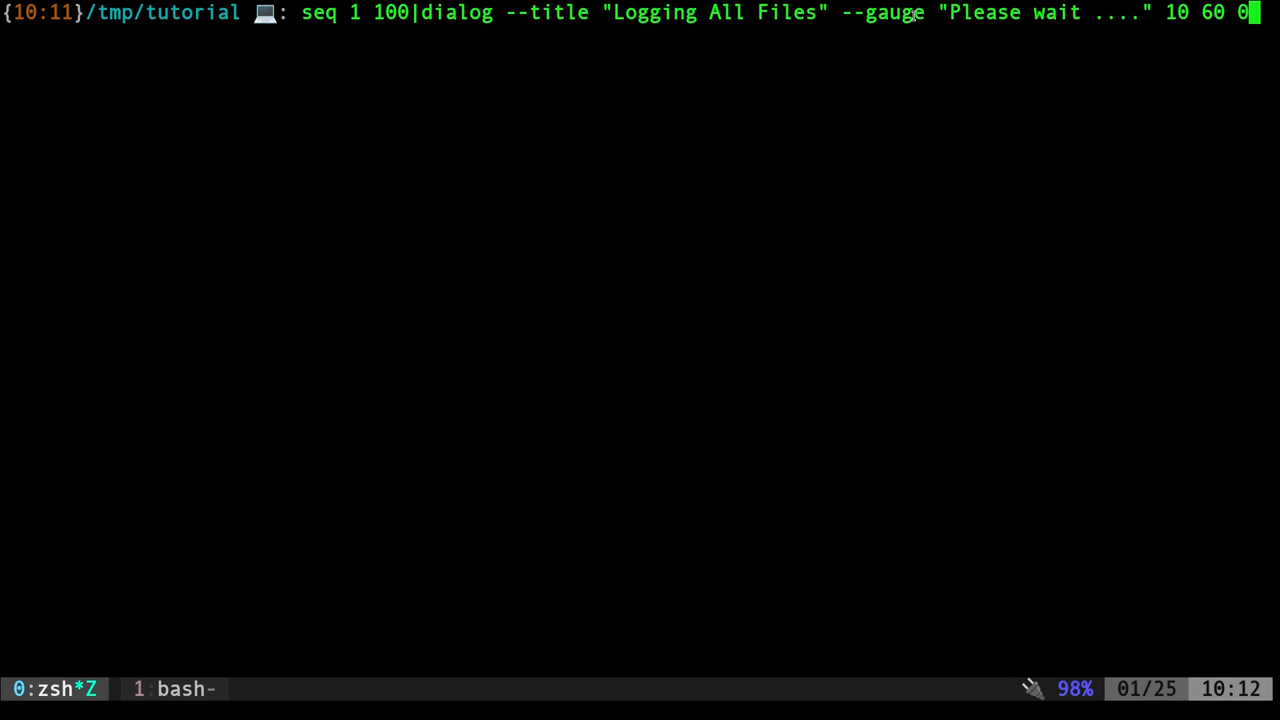 {10:11}/tmp/tutorial 💻: seq 1 100|dialog --title "Logging All Files" --gauge "Please wait ...." 10 60 0
0:zsh*Z 1 bash- 🔌 98% 01/25 10:12